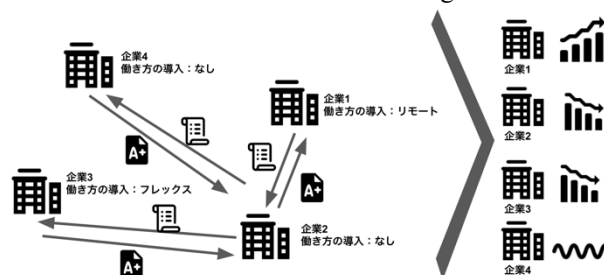 企業4
働き方の導入：なし
企業1
働き方の導入：リモート
企業3
働き方の導入：フレックス
企業2
働き方の導入：なし
A+
A+
A+
企業1
企業2
企業3
企業4